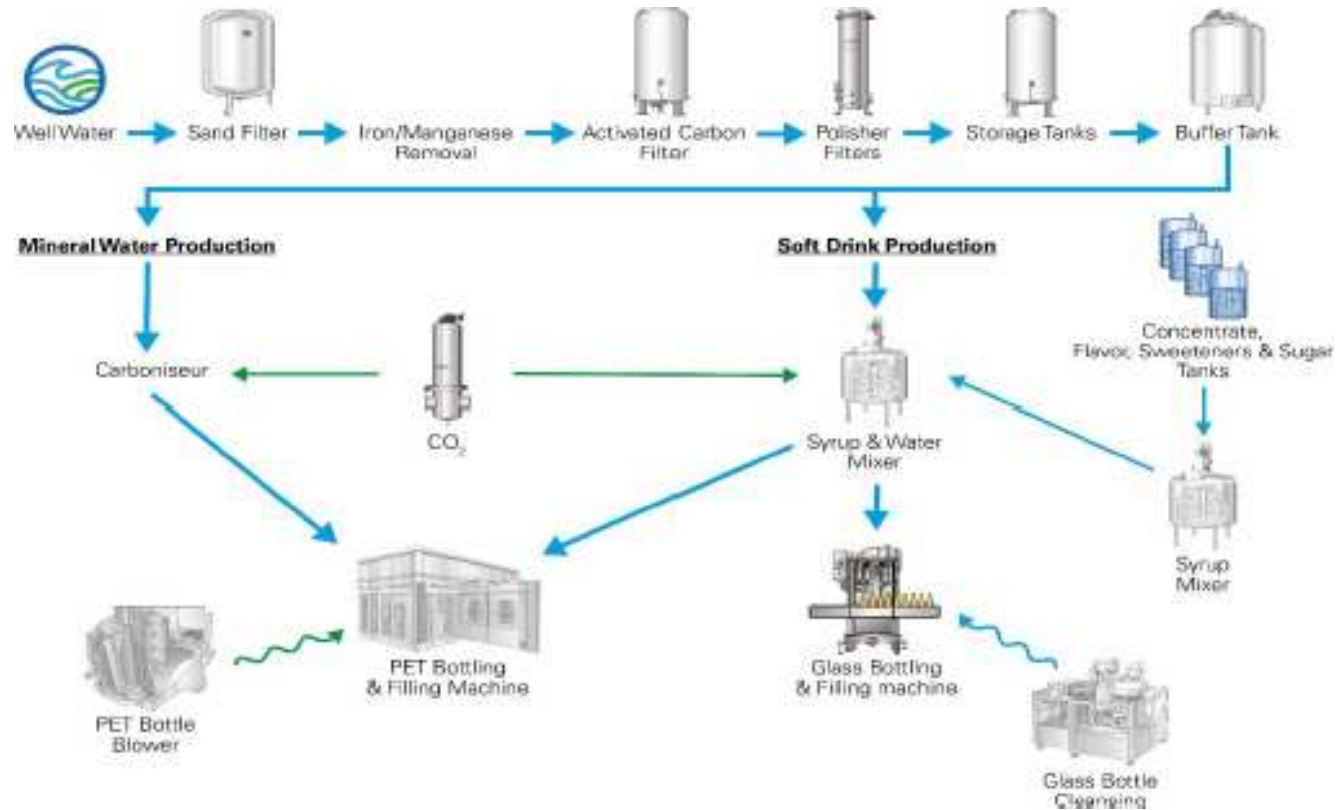 Well Water
Sand Filter
Iron/Manganese
Removal
Activated Carbon
Filter
Polisher
Filters
Storage Tanks
Buffer Tank
Mineral Water Production
Soft Drink Production
Concentrate,
Flavor, Sweeteners & Sugar
Tanks
Carboniseur
CO₂
Syrup & Water
Mixer
Syrup
Mixer
PET Bottling
& Filling Machine
Glass Bottling
& Filling machine
PET Bottle
Blower
Glass Bottle
Cleansing